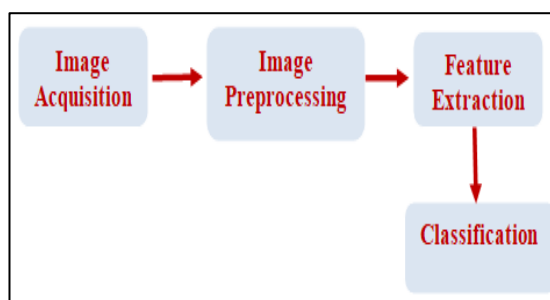 Image
Acquisition
Image
Preprocessing
Feature
Extraction
Classification